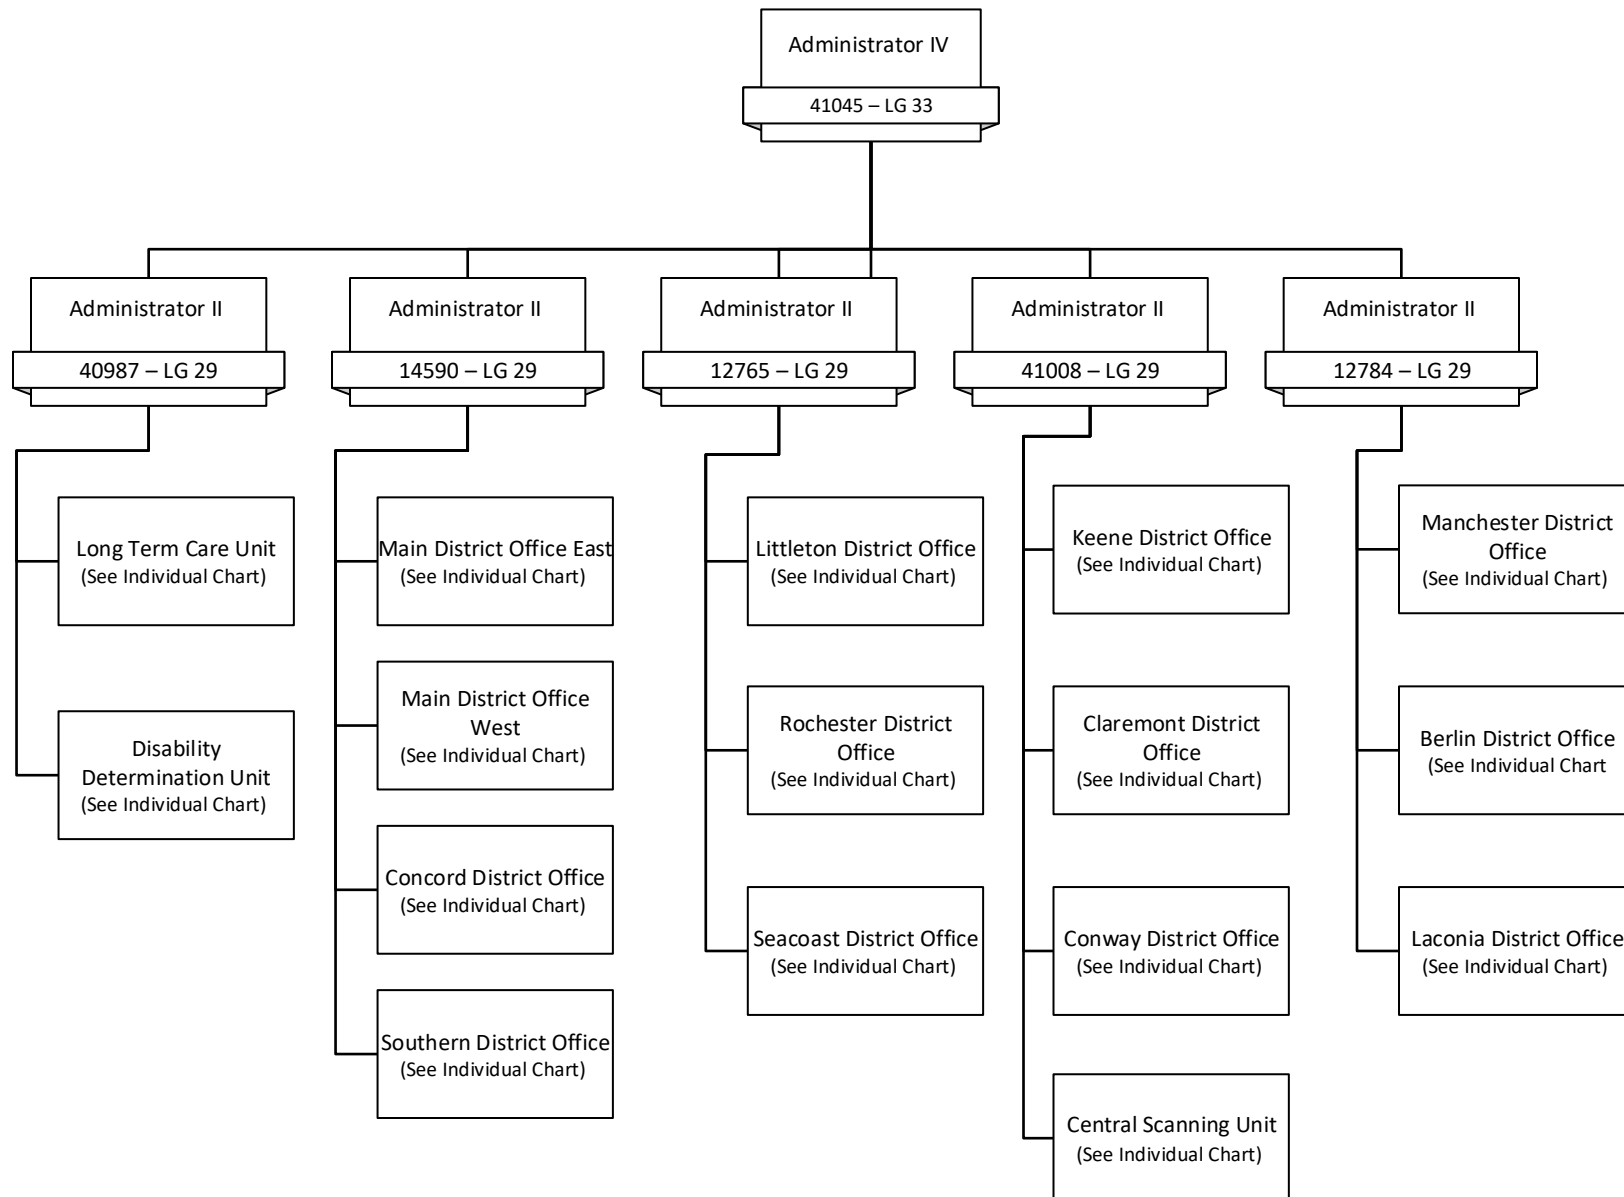 Administrator IV
41045 – LG 33
Administrator II
40987 – LG 29
Administrator II
14590 – LG 29
Administrator II
12765 – LG 29
Administrator II
41008 – LG 29
Administrator II
12784 – LG 29
Long Term Care Unit
(See Individual Chart)
Disability
Determination Unit
(See Individual Chart)
Main District Office East
(See Individual Chart)
Main District Office
West
(See Individual Chart)
Concord District Office
(See Individual Chart)
Southern District Office
(See Individual Chart)
Littleton District Office
(See Individual Chart)
Rochester District
Office
(See Individual Chart)
Seacoast District Office
(See Individual Chart)
Keene District Office
(See Individual Chart)
Claremont District
Office
(See Individual Chart)
Conway District Office
(See Individual Chart)
Central Scanning Unit
(See Individual Chart)
Manchester District
Office
(See Individual Chart)
Berlin District Office
(See Individual Chart
Laconia District Office
(See Individual Chart)